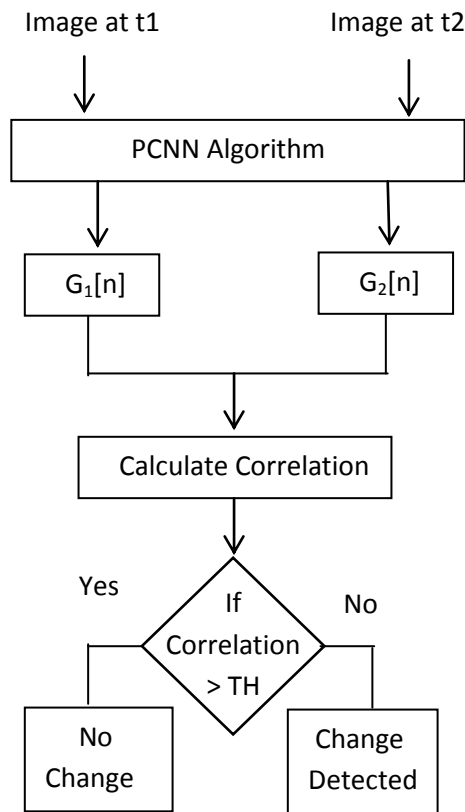 Image at t1
Image at t2
PCNN Algorithm
G₁[n]
G₂[n]
Calculate Correlation
Yes
If
No
Correlation
> TH
No
Change
Change
Detected